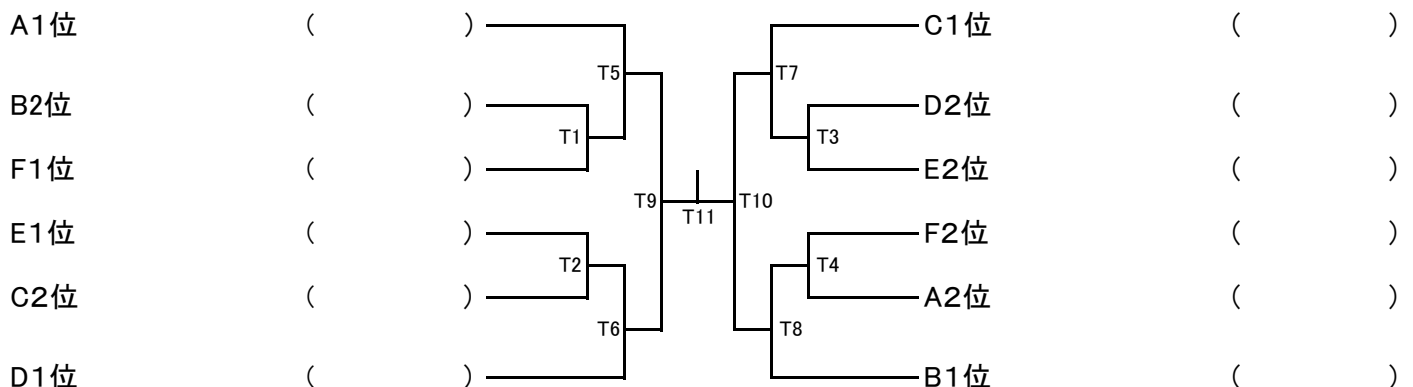 A1位 ( ) C1位 ( )
T5 T7
B2位 ( ) D2位 ( )
T1 T3
F1位 ( ) E2位 ( )
T9 T11 T10
E1位 ( ) F2位 ( )
T2 T4
C2位 ( ) A2位 ( )
T6 T8
D1位 ( ) B1位 ( )